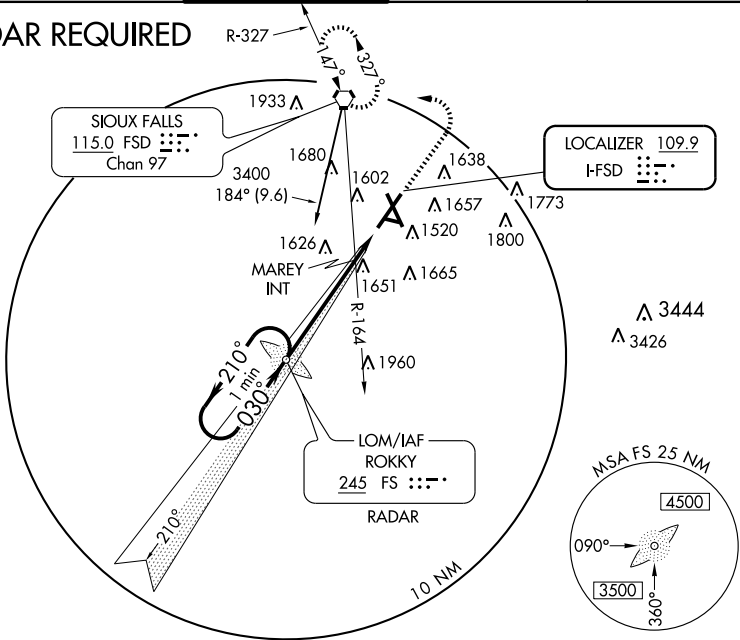 DAR REQUIRED
R-327
147°
327°
1933
SIOUX FALLS
115.0 FSD
Chan 97
LOCALIZER 109.9
I-FSD
1680
3400
184° (9.6)
1602
1638
1657
1773
1520
1800
1626
MAREY
INT
1651
1665
R-164
3444
3426
1960
210°
1 min
030°
LOM/IAF
ROKKY
245 FS
RADAR
210°
10 NM
MSA FS 25 NM
4500
090°
3500
360°